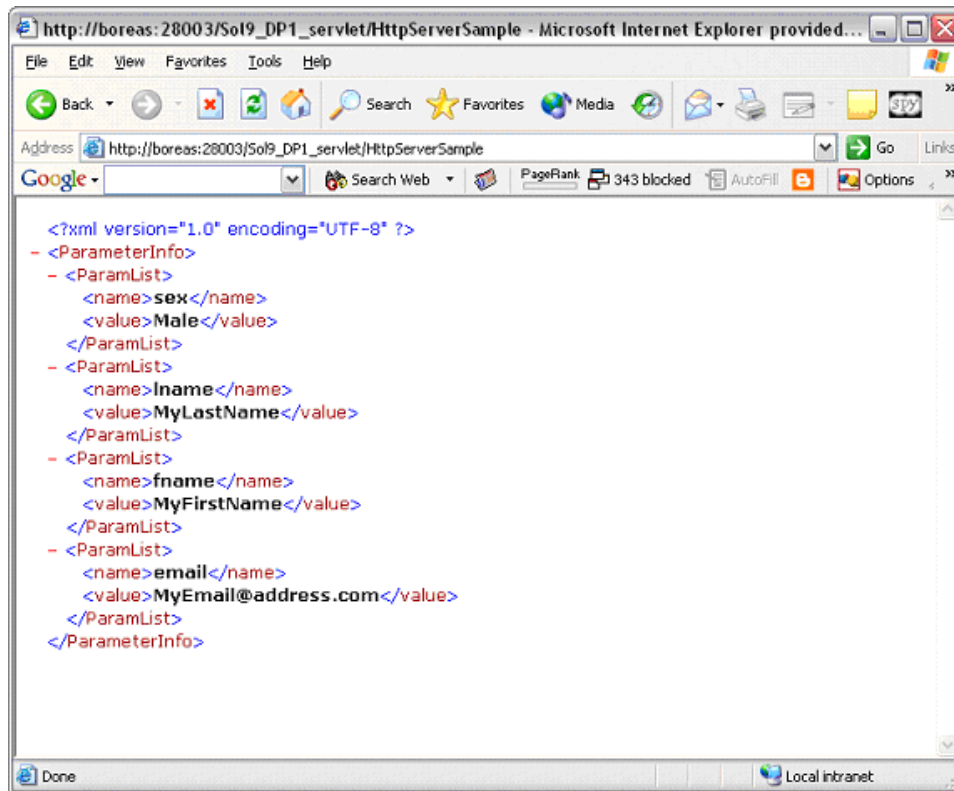 http://boreas:28003/Sol9_DP1_servlet/HttpServerSample - Microsoft Internet Explorer provided...
File Edit View Favorites Tools Help
Back Search Favorites Media SPY »
Address http://boreas:28003/Sol9_DP1_servlet/HttpServerSample Go Links
Google Search Web PageRank 343 blocked AutoFill Options »
<?xml version="1.0" encoding="UTF-8" ?>
- <ParameterInfo>
- <ParamList>
<name>sex</name>
<value>Male</value>
</ParamList>
- <ParamList>
<name>lname</name>
<value>MyLastName</value>
</ParamList>
- <ParamList>
<name>fname</name>
<value>MyFirstName</value>
</ParamList>
- <ParamList>
<name>email</name>
<value>MyEmail@address.com</value>
</ParamList>
</ParameterInfo>
Done Local intranet